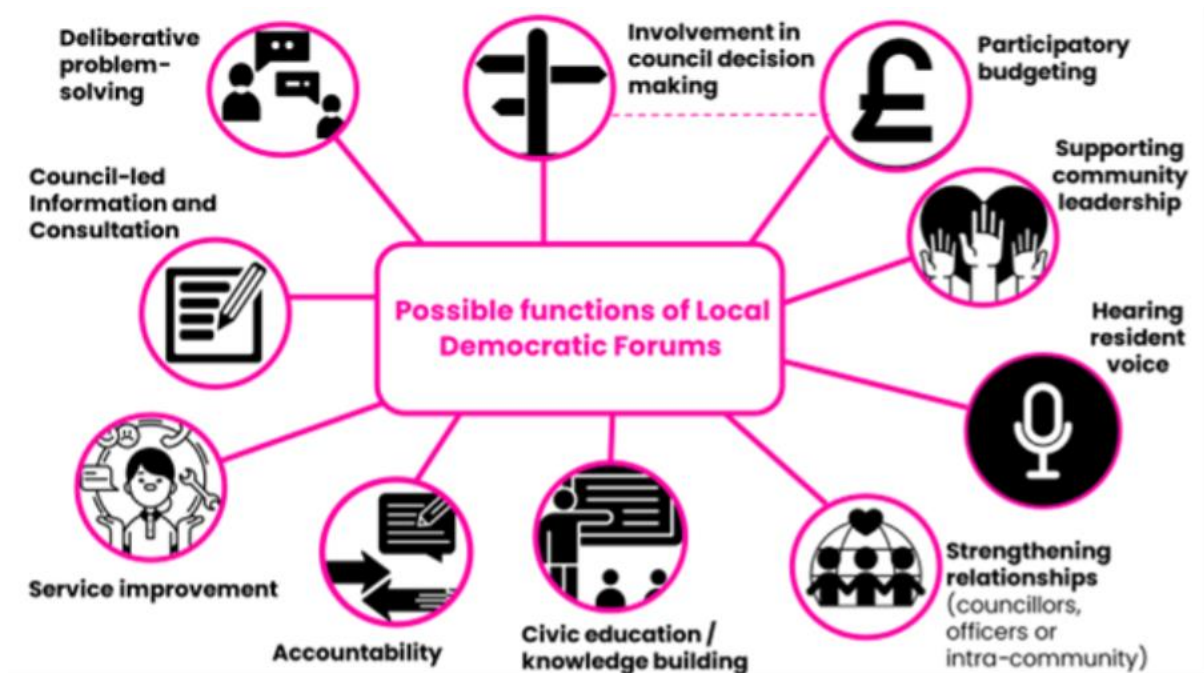 Deliberative
problem-
solving
Involvement in
council decision
making
Participatory
budgeting
Council-led
Information and
Consultation
Supporting
community
leadership
Possible functions of Local
Democratic Forums
Hearing
resident
voice
Service improvement
Accountability
Civic education /
knowledge building
Strengthening
relationships
(councillors,
officers or
intra-community)